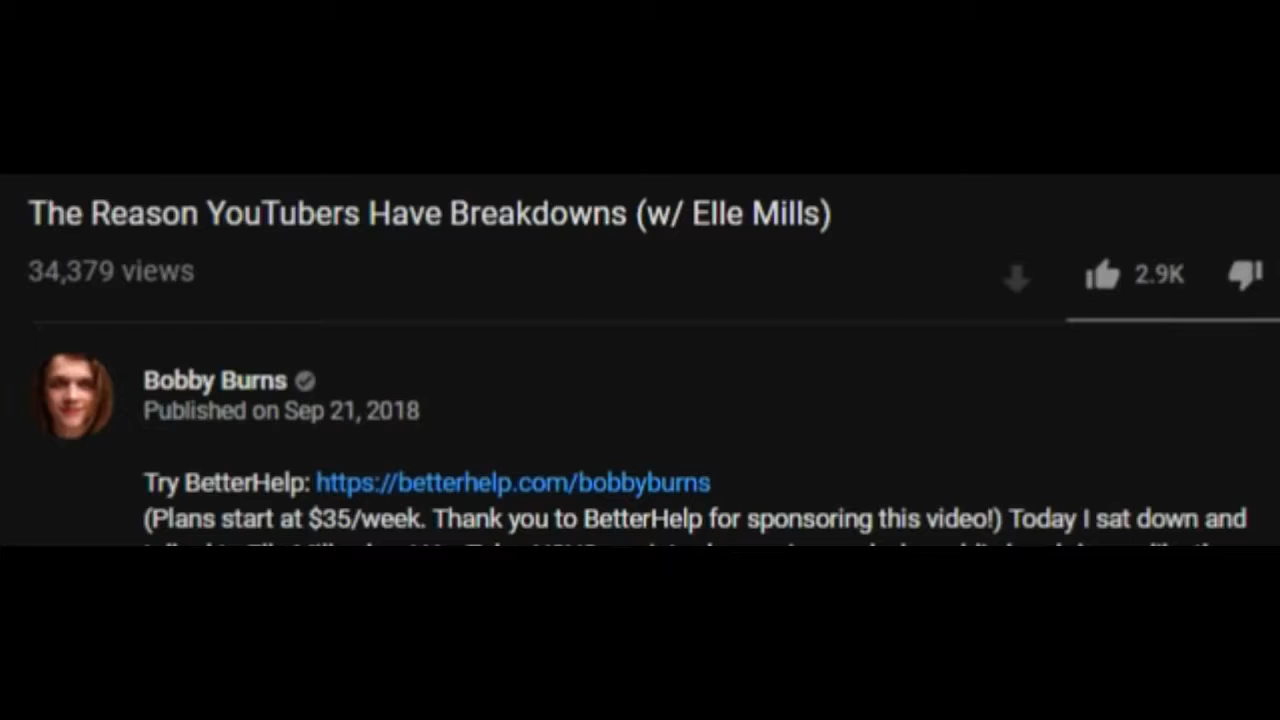 The Reason YouTubers Have Breakdowns (w/ Elle Mills)
34,379 views
2.9K
Bobby Burns
Published on Sep 21, 2018
Try BetterHelp: https://betterhelp.com/bobbyburns
(Plans start at $35/week. Thank you to BetterHelp for sponsoring this video!) Today I sat down and